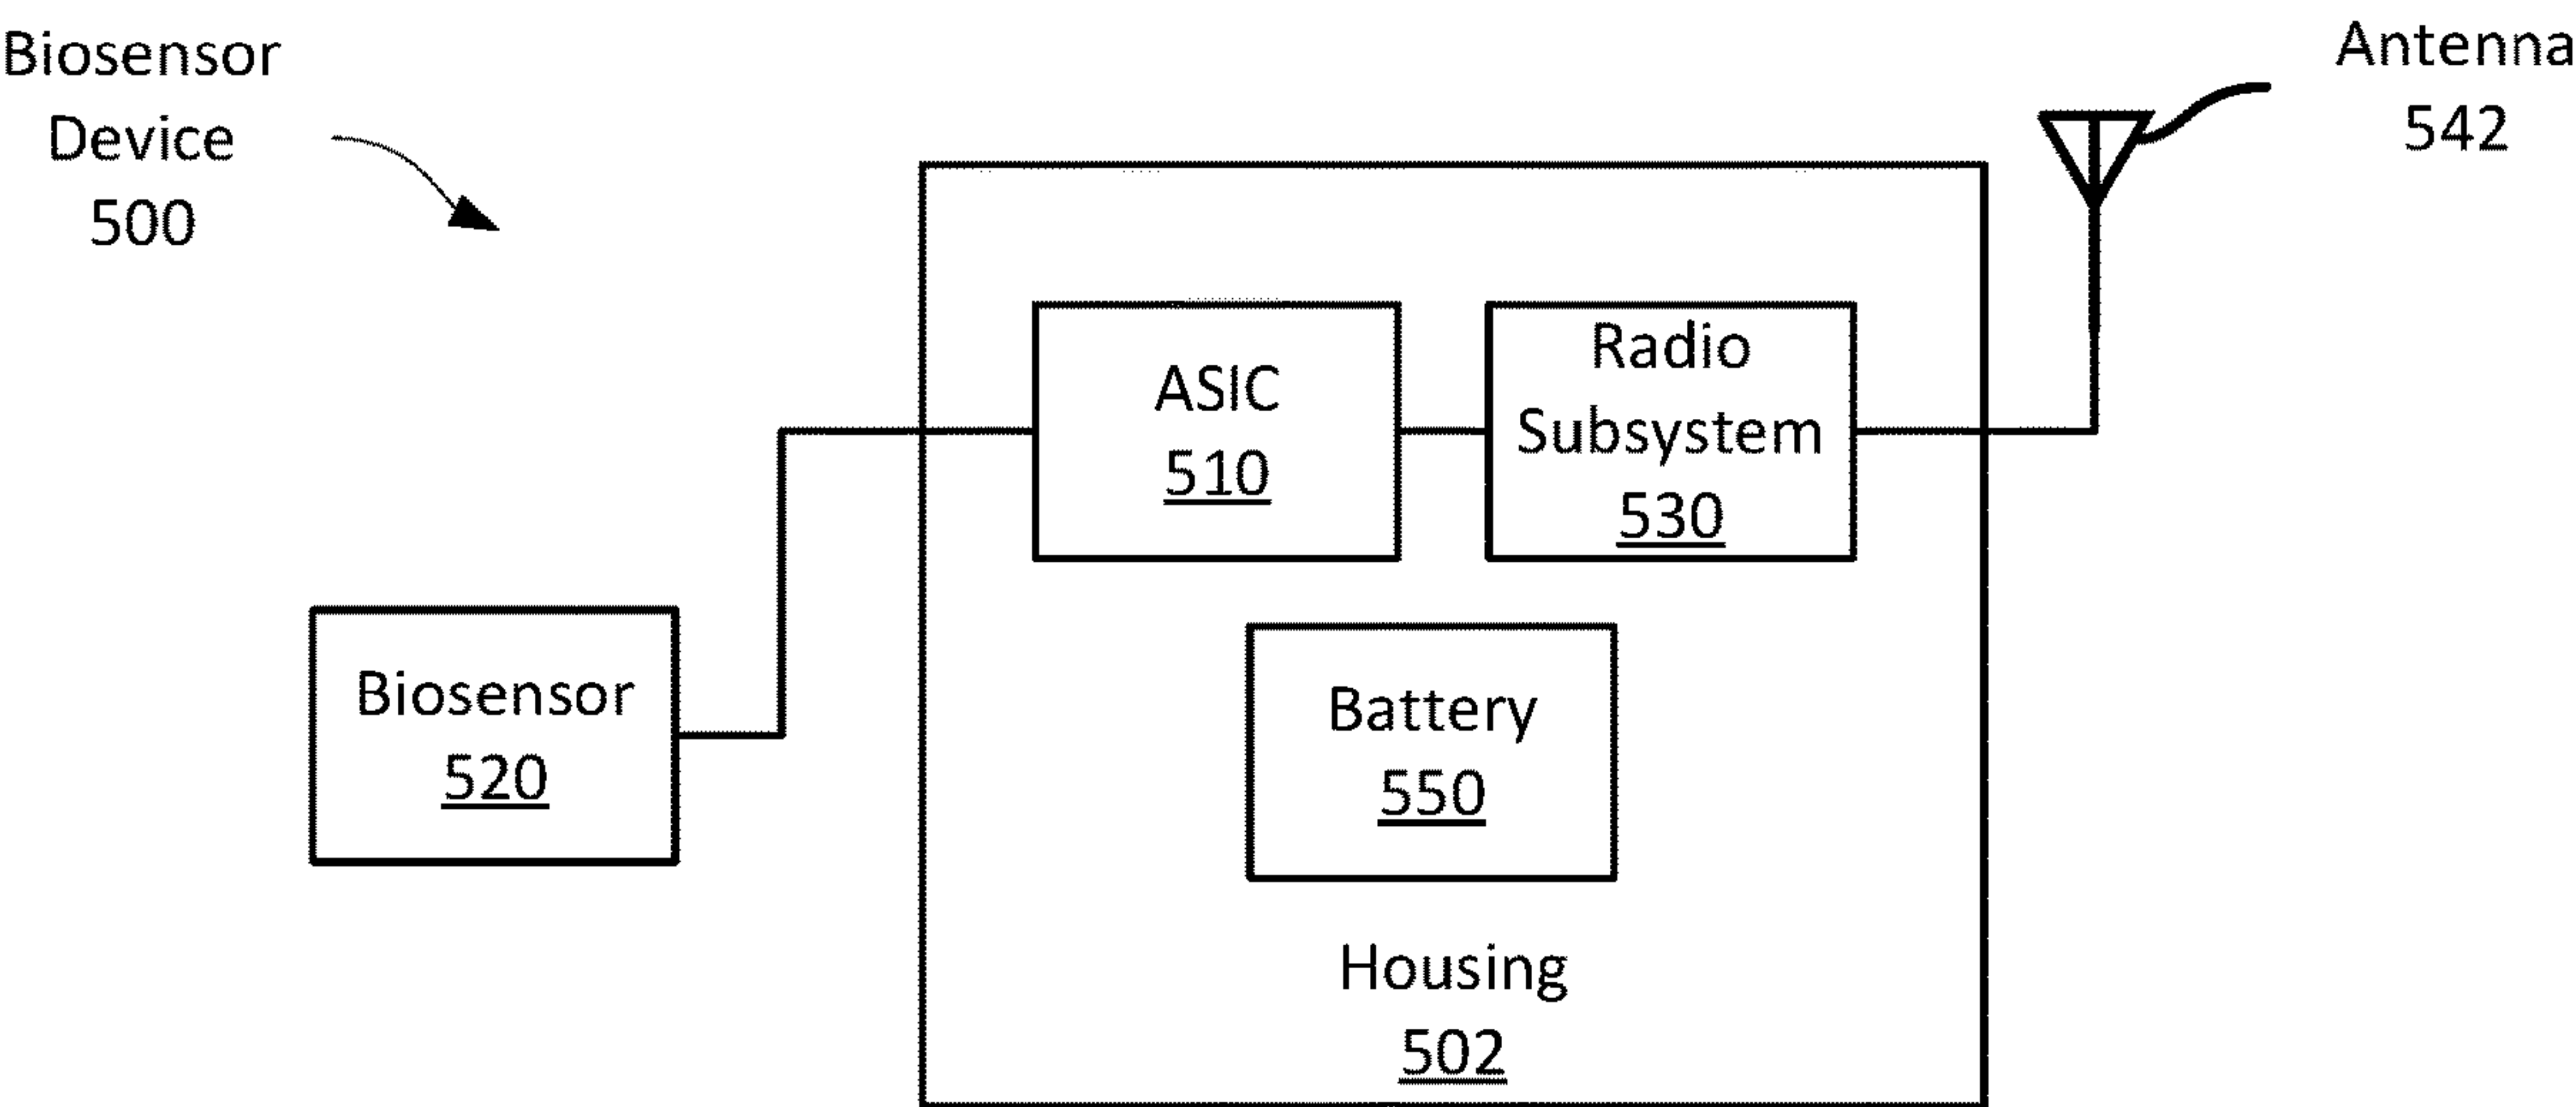 Biosensor
Device
500
Antenna
542
ASIC
510
Radio
Subsystem
530
Biosensor
520
Battery
550
Housing
502